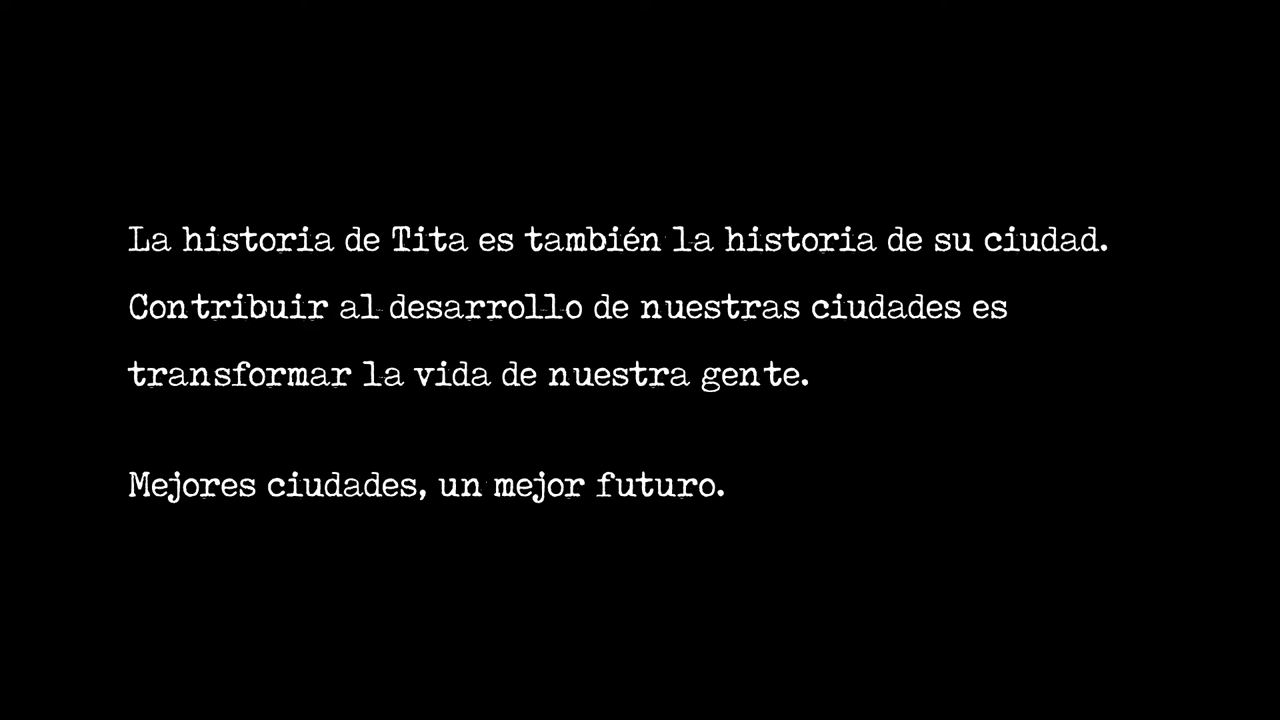 La historia de Tita es también la historia de su ciudad.
Contribuir al desarrollo de nuestras ciudades es
transformar la vida de nuestra gente.
Mejores ciudades, un mejor futuro.